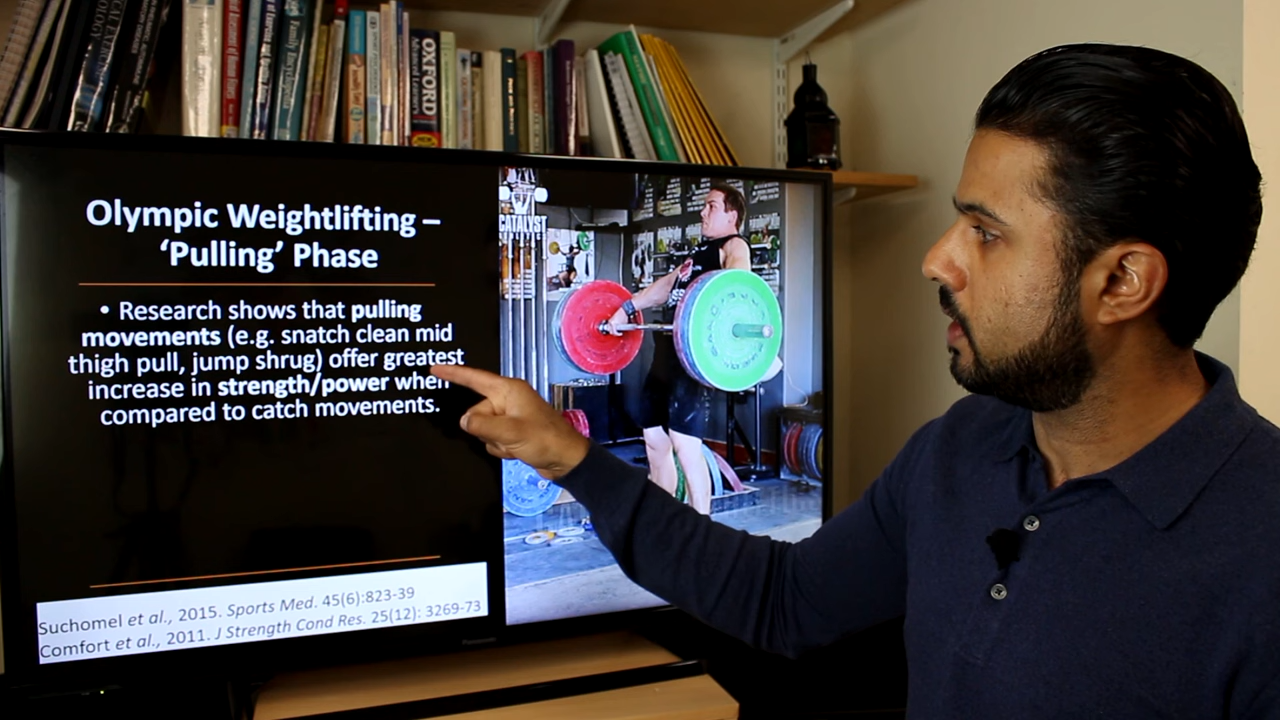 OXFORD
Olympic Weightlifting –
‘Pulling’ Phase
• Research shows that pulling
movements (e.g. snatch clean mid
thigh pull, jump shrug) offer greatest
increase in strength/power when
compared to catch movements.
Suchomel et al., 2015. Sports Med. 45(6):823-39
Comfort et al., 2011. J Strength Cond Res. 25(12): 3269-73
CATALYST